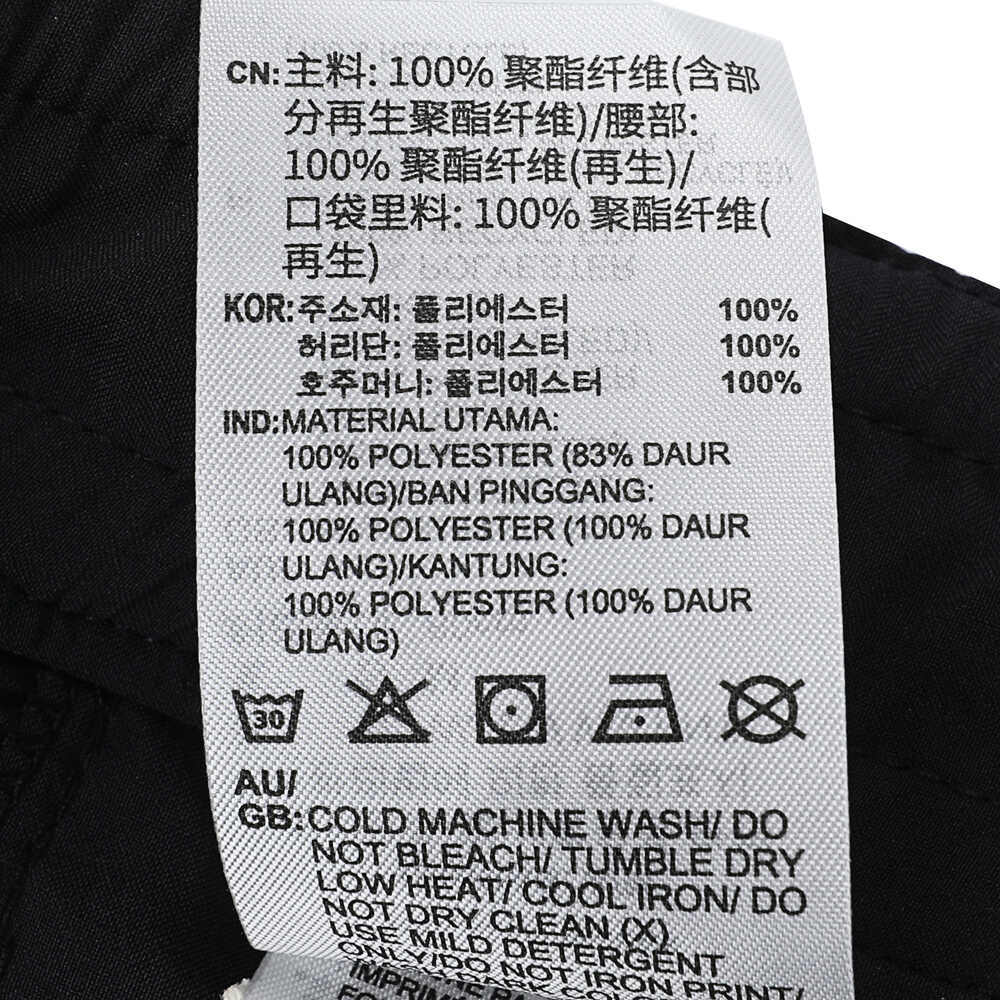 CN: 主料: 100% 聚酯纤维(含部
分再生聚酯纤维)/腰部:
100% 聚酯纤维(再生)/
口袋里料: 100% 聚酯纤维(
再生)
KOR: 주소재: 폴리에스터 100%
허리단: 폴리에스터 100%
호주머니: 폴리에스터 100%
IND: MATERIAL UTAMA:
100% POLYESTER (83% DAUR
ULANG)/BAN PINGGANG:
100% POLYESTER (100% DAUR
ULANG)/KANTUNG:
100% POLYESTER (100% DAUR
ULANG)
30
AU/
GB: COLD MACHINE WASH/ DO
NOT BLEACH/ TUMBLE DRY
LOW HEAT/ COOL IRON/ DO
NOT DRY CLEAN (X)
USE MILD DETERGENT
ONLY/DO NOT IRON PRINT/